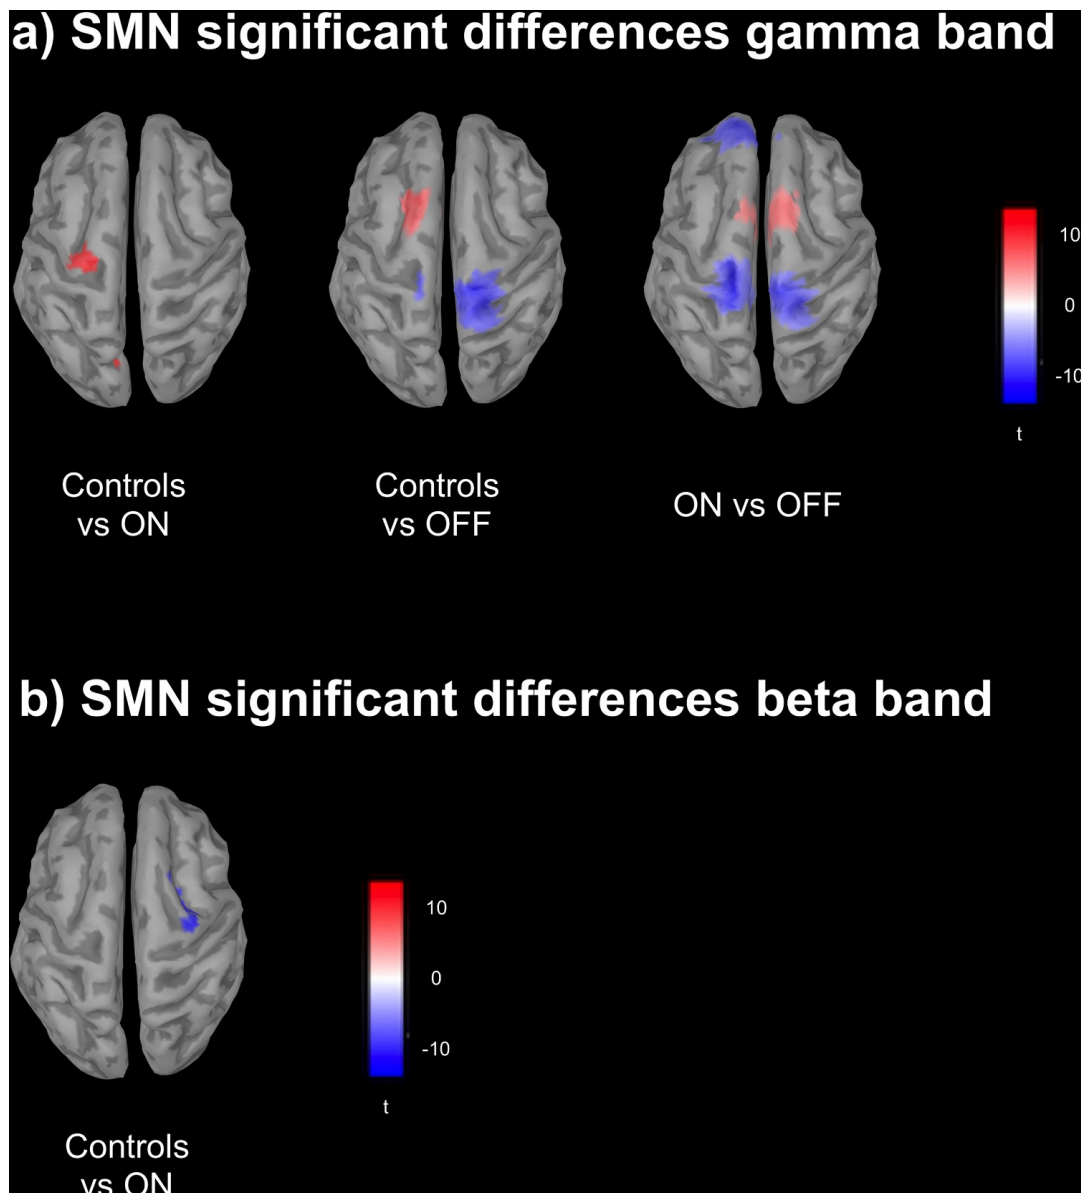 a) SMN significant differences gamma band
10
0
-10
t
Controls
vs ON
Controls
vs OFF
ON vs OFF
b) SMN significant differences beta band
10
0
-10
t
Controls
vs ON